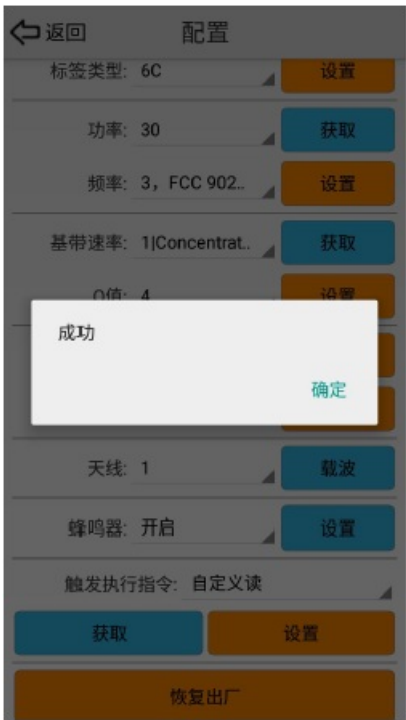 返回 配置
标签类型: 6C 设置
功率: 30 获取
频率: 3，FCC 902.. 设置
基带速率: 1|Concentrat.. 获取
Q值: 4 设置
成功
确定
天线: 1 载波
蜂鸣器: 开启 设置
触发执行指令: 自定义读
获取 设置
恢复出厂